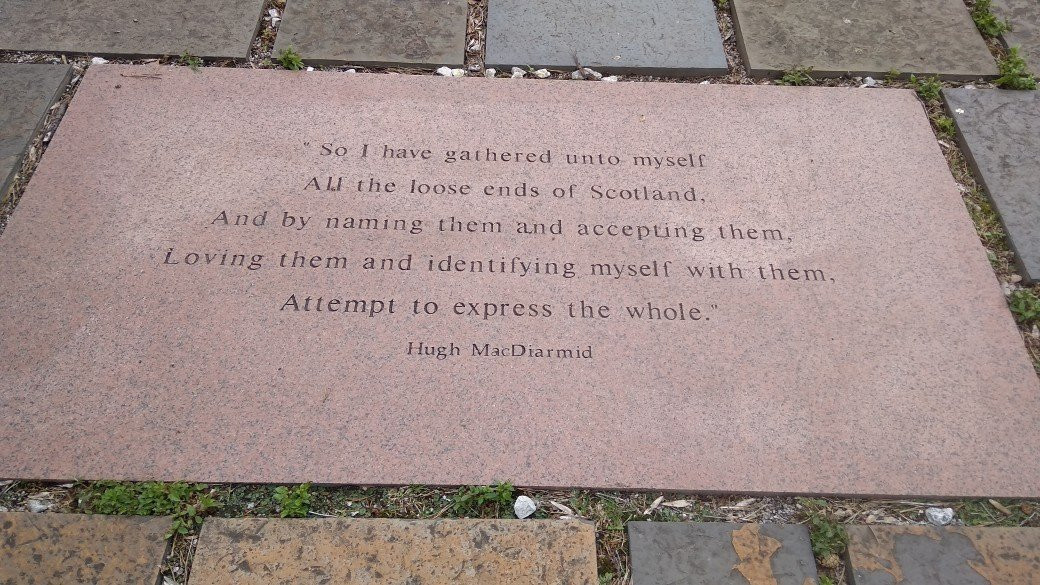 "So I have gathered unto myself
All the loose ends of Scotland,
And by naming them and accepting them,
Loving them and identifying myself with them,
Attempt to express the whole."
Hugh MacDiarmid